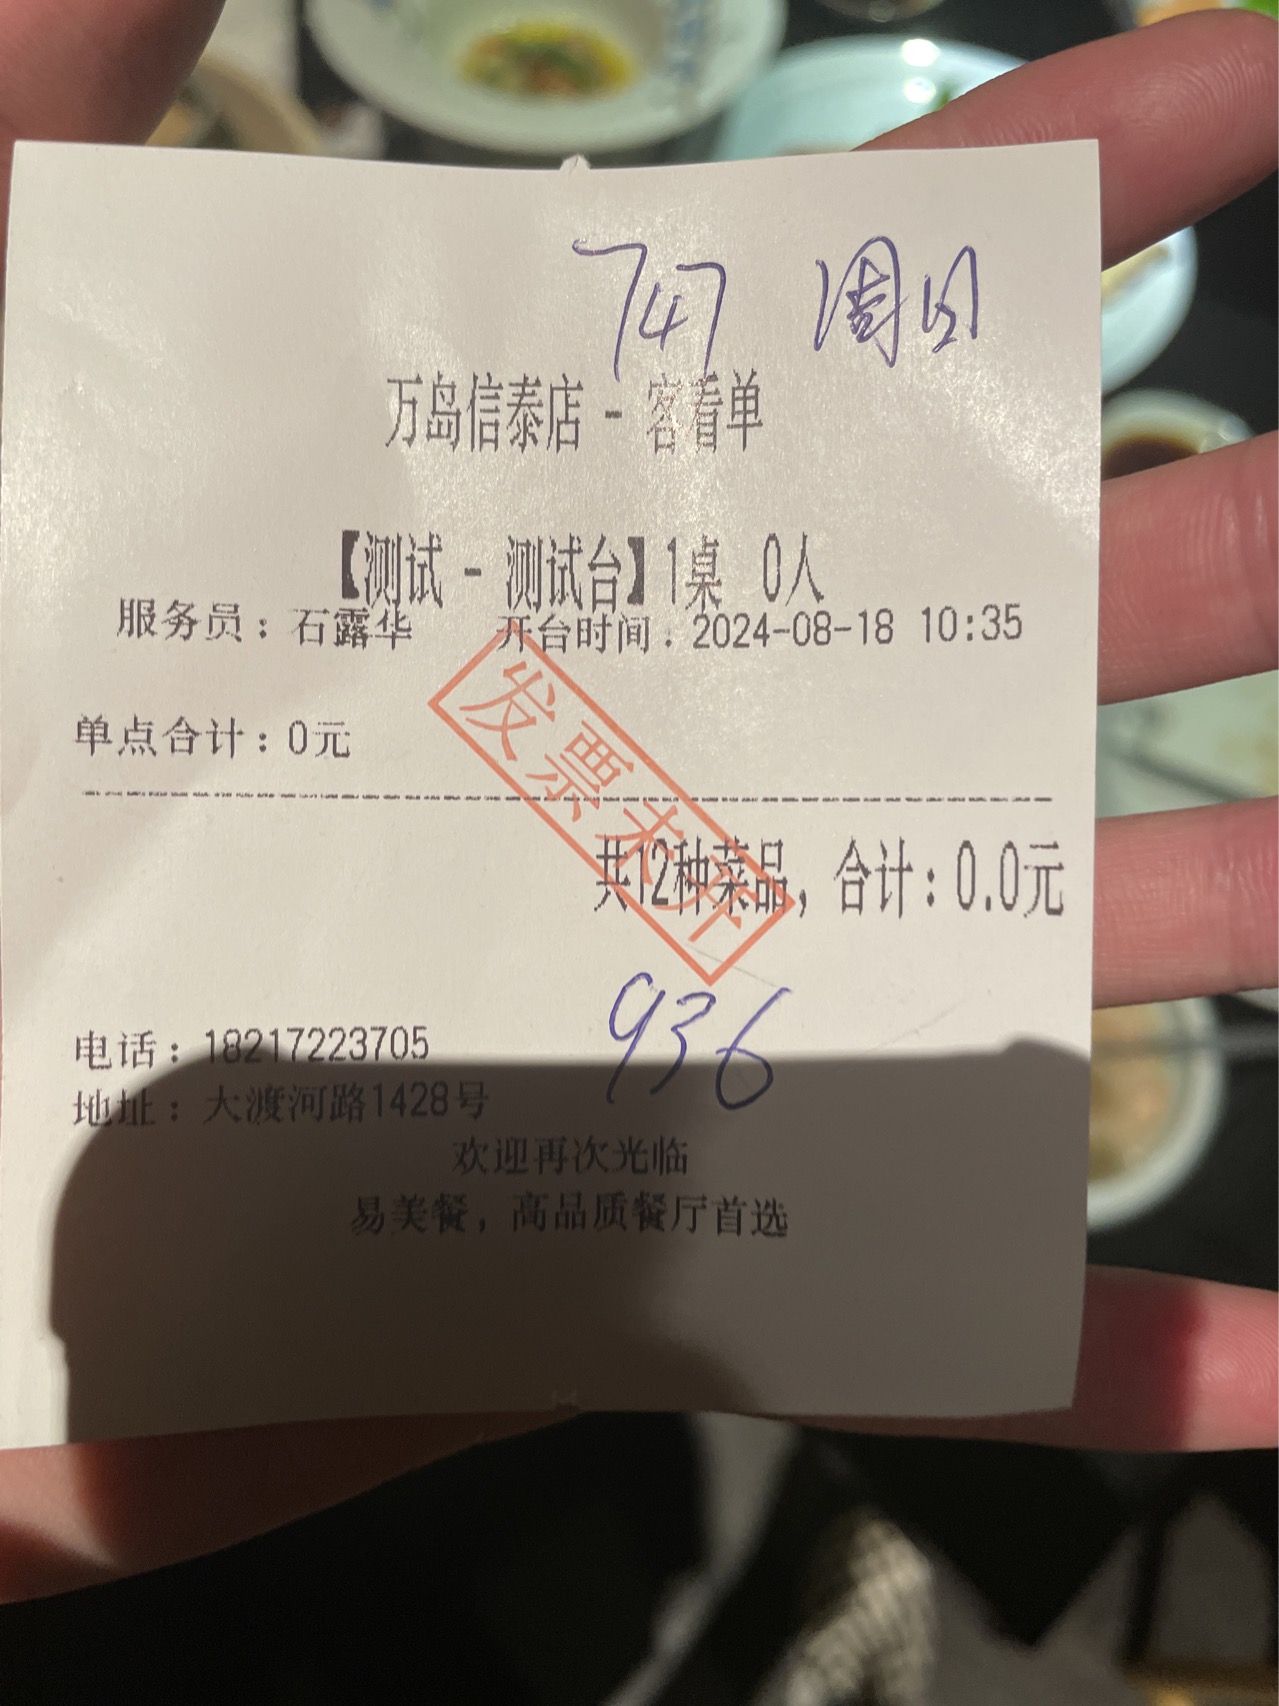 747 周日
万岛信泰店 - 客看单
【测试 - 测试台】1桌 0人
服务员：石露华 开台时间：2024-08-18 10:35
单点合计：0元
发票未开
共12种菜品，合计：0.0元
936
电话：18217223705
地址：大渡河路1428号
欢迎再次光临
易美餐，高品质餐厅首选